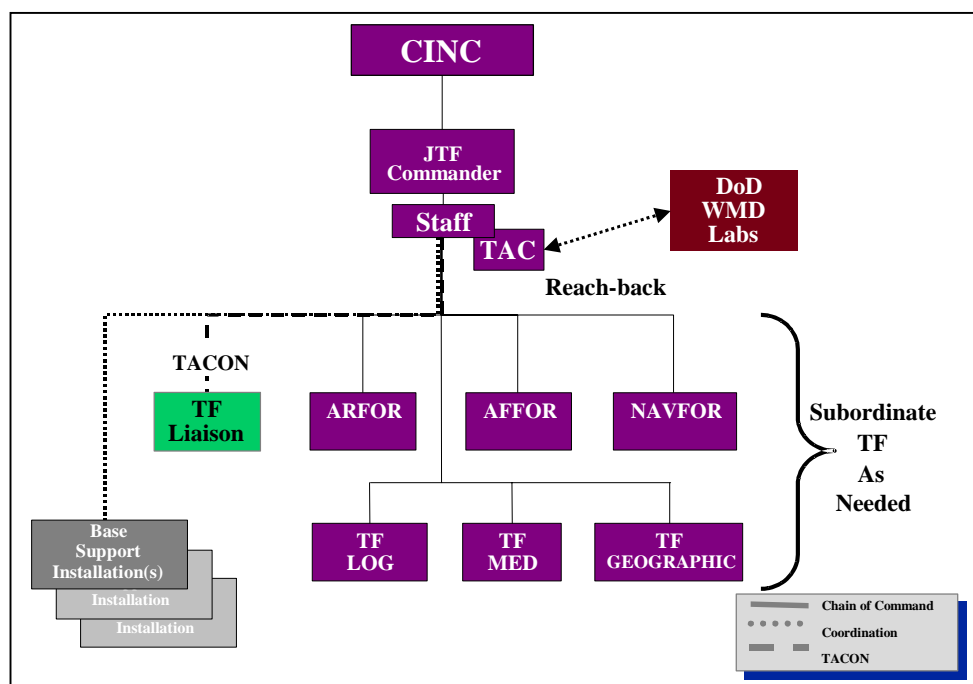 CINC
JTF
Commander
Staff
TAC
DoD
WMD
Labs
Reach-back
TACON
TF
Liaison
ARFOR
AFFOR
NAVFOR
Subordinate
TF
As
Needed
Base
Support
Installation(s)
Installation
Installation
TF
LOG
TF
MED
TF
GEOGRAPHIC
Chain of Command
Coordination
TACON